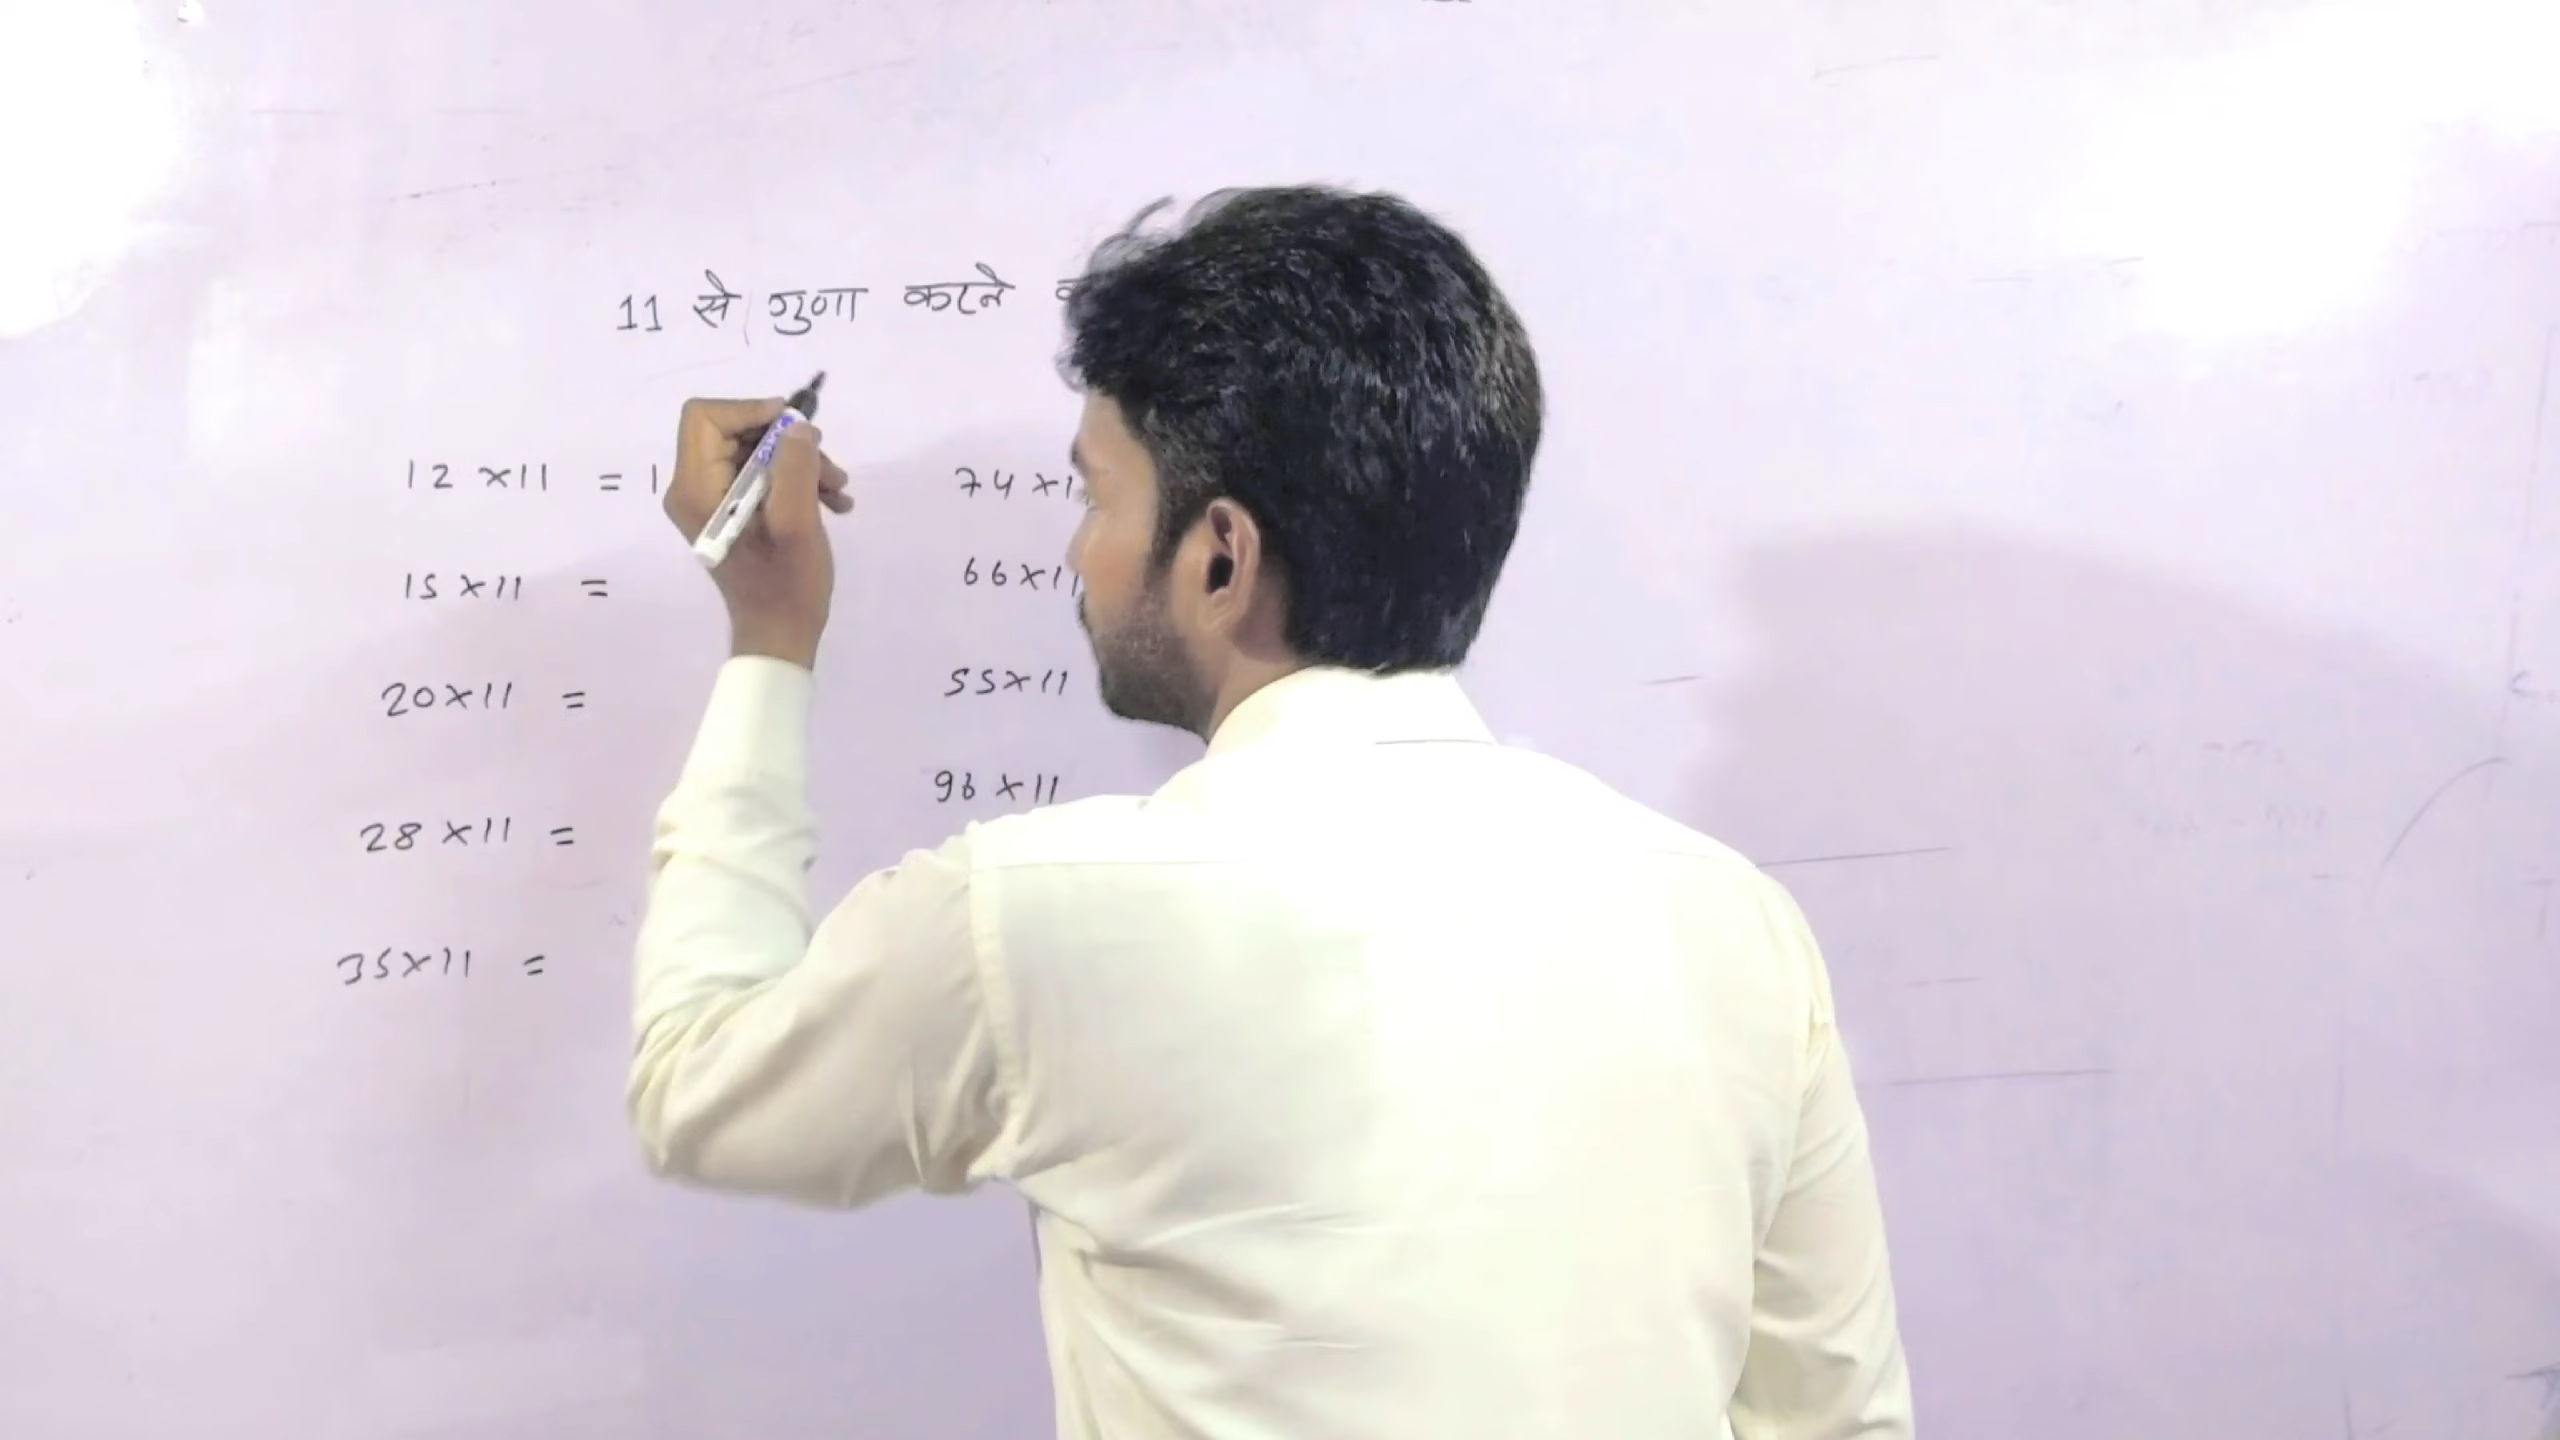 11 से गुणा करने
12 ×11 = 1
15 ×11 =
20×11 =
28 ×11 =
35×11 =
74 ×1
66×11
55×11
96 ×11